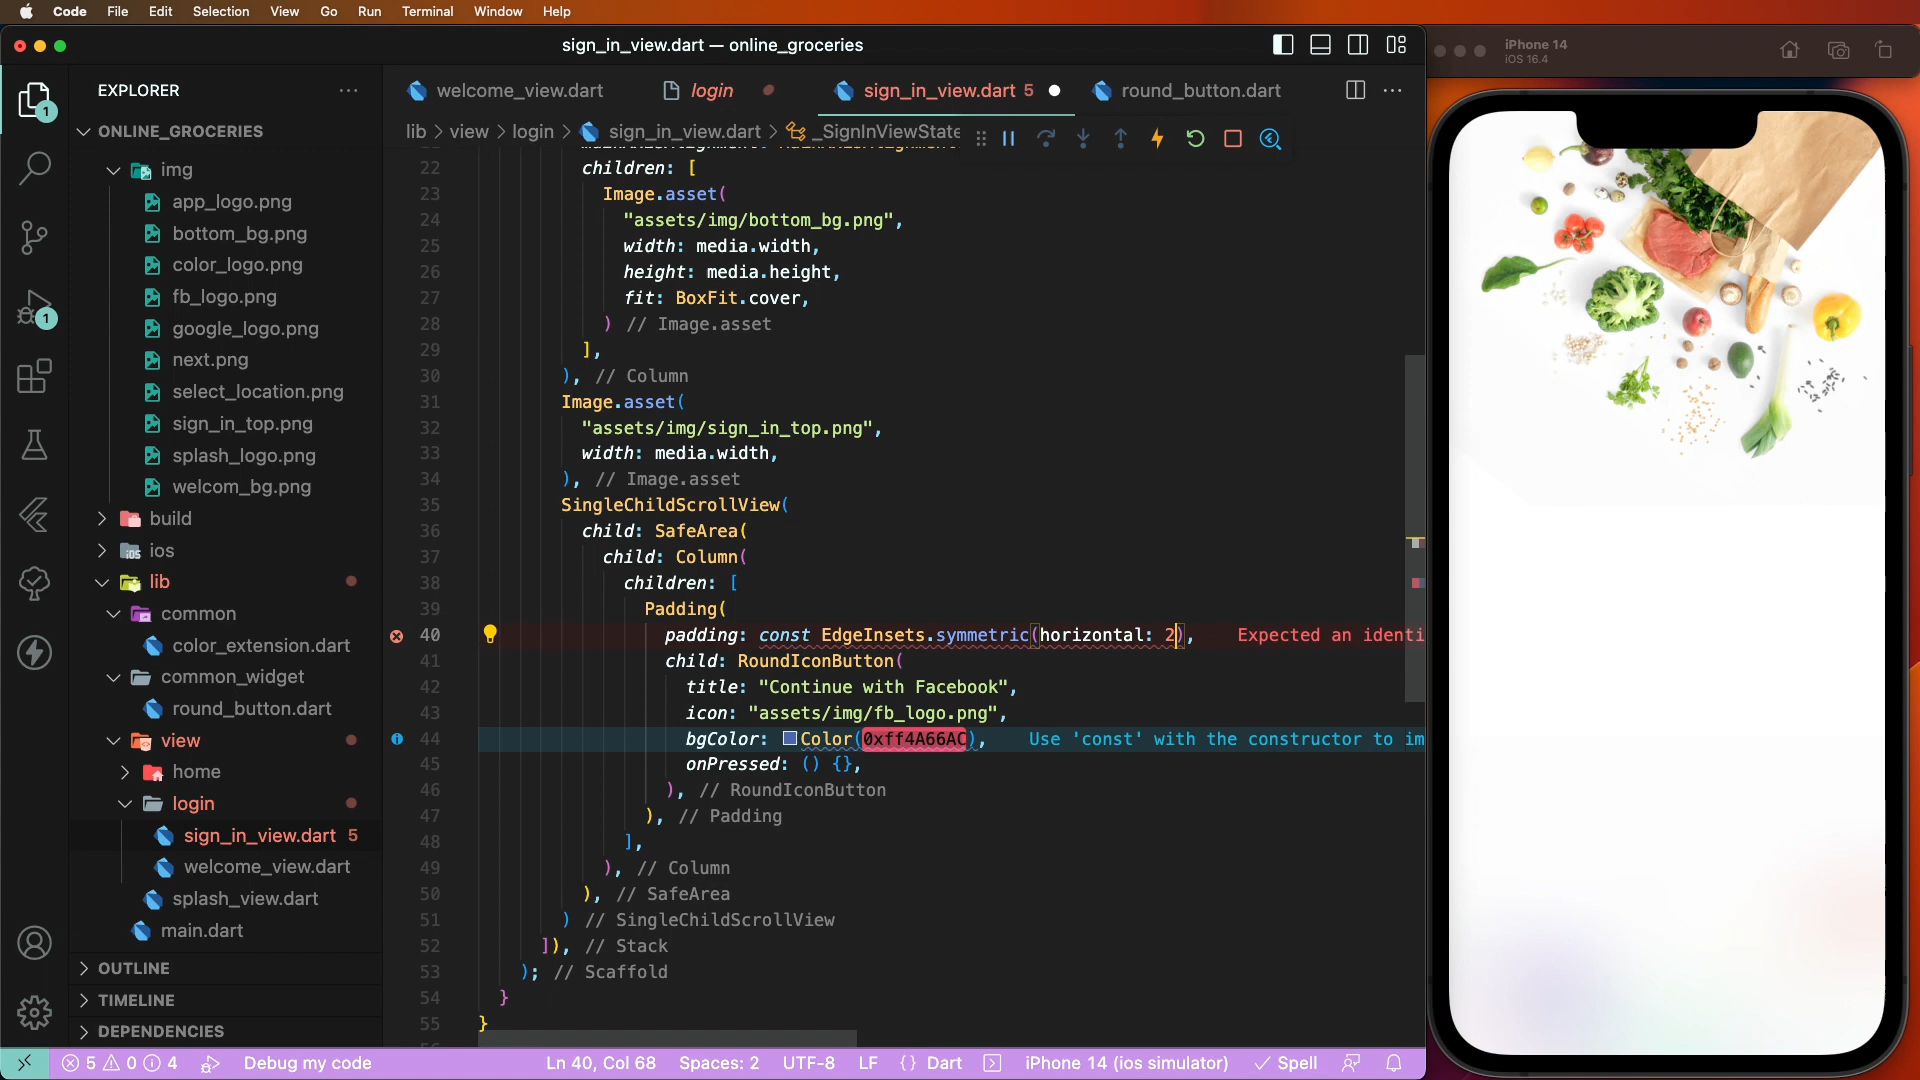 Code File Edit Selection View Go Run Terminal Window Help
sign_in_view.dart — online_groceries
iPhone 14
iOS 16.4
EXPLORER
welcome_view.dart
login
sign_in_view.dart 5
round_button.dart
ONLINE_GROCERIES
lib > view > login > sign_in_view.dart > _SignInViewState
img
app_logo.png
bottom_bg.png
color_logo.png
fb_logo.png
google_logo.png
next.png
select_location.png
sign_in_top.png
splash_logo.png
welcom_bg.png
build
ios
lib
common
color_extension.dart
common_widget
round_button.dart
view
home
login
sign_in_view.dart 5
welcome_view.dart
splash_view.dart
main.dart
OUTLINE
TIMELINE
DEPENDENCIES
1
1
22 children: [
23 Image.asset(
24 "assets/img/bottom_bg.png",
25 width: media.width,
26 height: media.height,
27 fit: BoxFit.cover,
28 ) // Image.asset
29 ],
30 ), // Column
31 Image.asset(
32 "assets/img/sign_in_top.png",
33 width: media.width,
34 ), // Image.asset
35 SingleChildScrollView(
36 child: SafeArea(
37 child: Column(
38 children: [
39 Padding(
40 padding: const EdgeInsets.symmetric(horizontal: 2), Expected an identi
41 child: RoundIconButton(
42 title: "Continue with Facebook",
43 icon: "assets/img/fb_logo.png",
44 bgColor: Color(0xff4A66AC), Use 'const' with the constructor to im
45 onPressed: () {},
46 ), // RoundIconButton
47 ), // Padding
48 ],
49 ), // Column
50 ), // SafeArea
51 ) // SingleChildScrollView
52 ]), // Stack
53 ); // Scaffold
54 }
55 }
5 0 4 Debug my code Ln 40, Col 68 Spaces: 2 UTF-8 LF {} Dart iPhone 14 (ios simulator) Spell